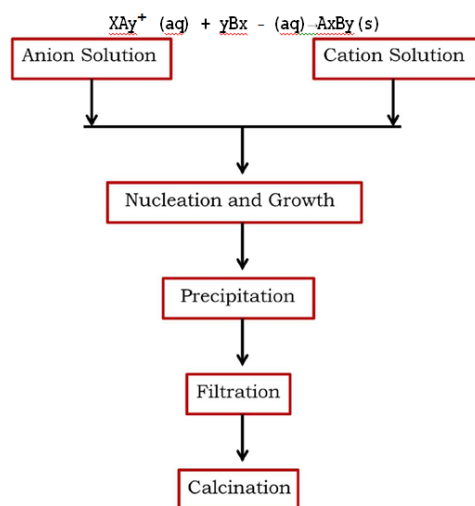 XAy⁺ (aq) + yBx – (aq)→AxBy(s)
Anion Solution
Cation Solution
Nucleation and Growth
Precipitation
Filtration
Calcination